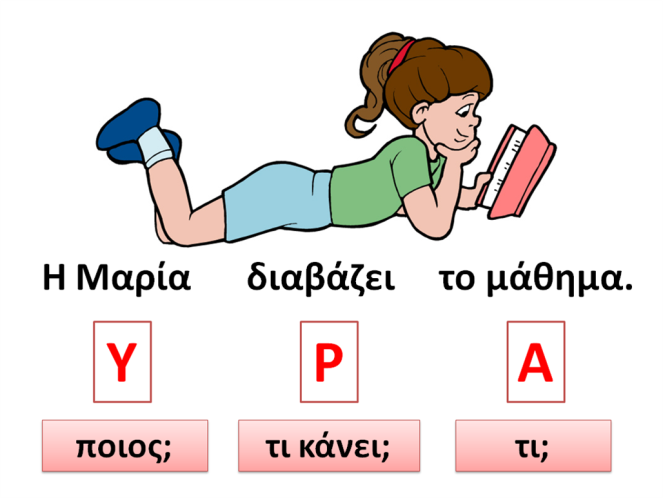 Η Μαρία διαβάζει το μάθημα.
Υ Ρ Α
ποιος; τι κάνει; τι;